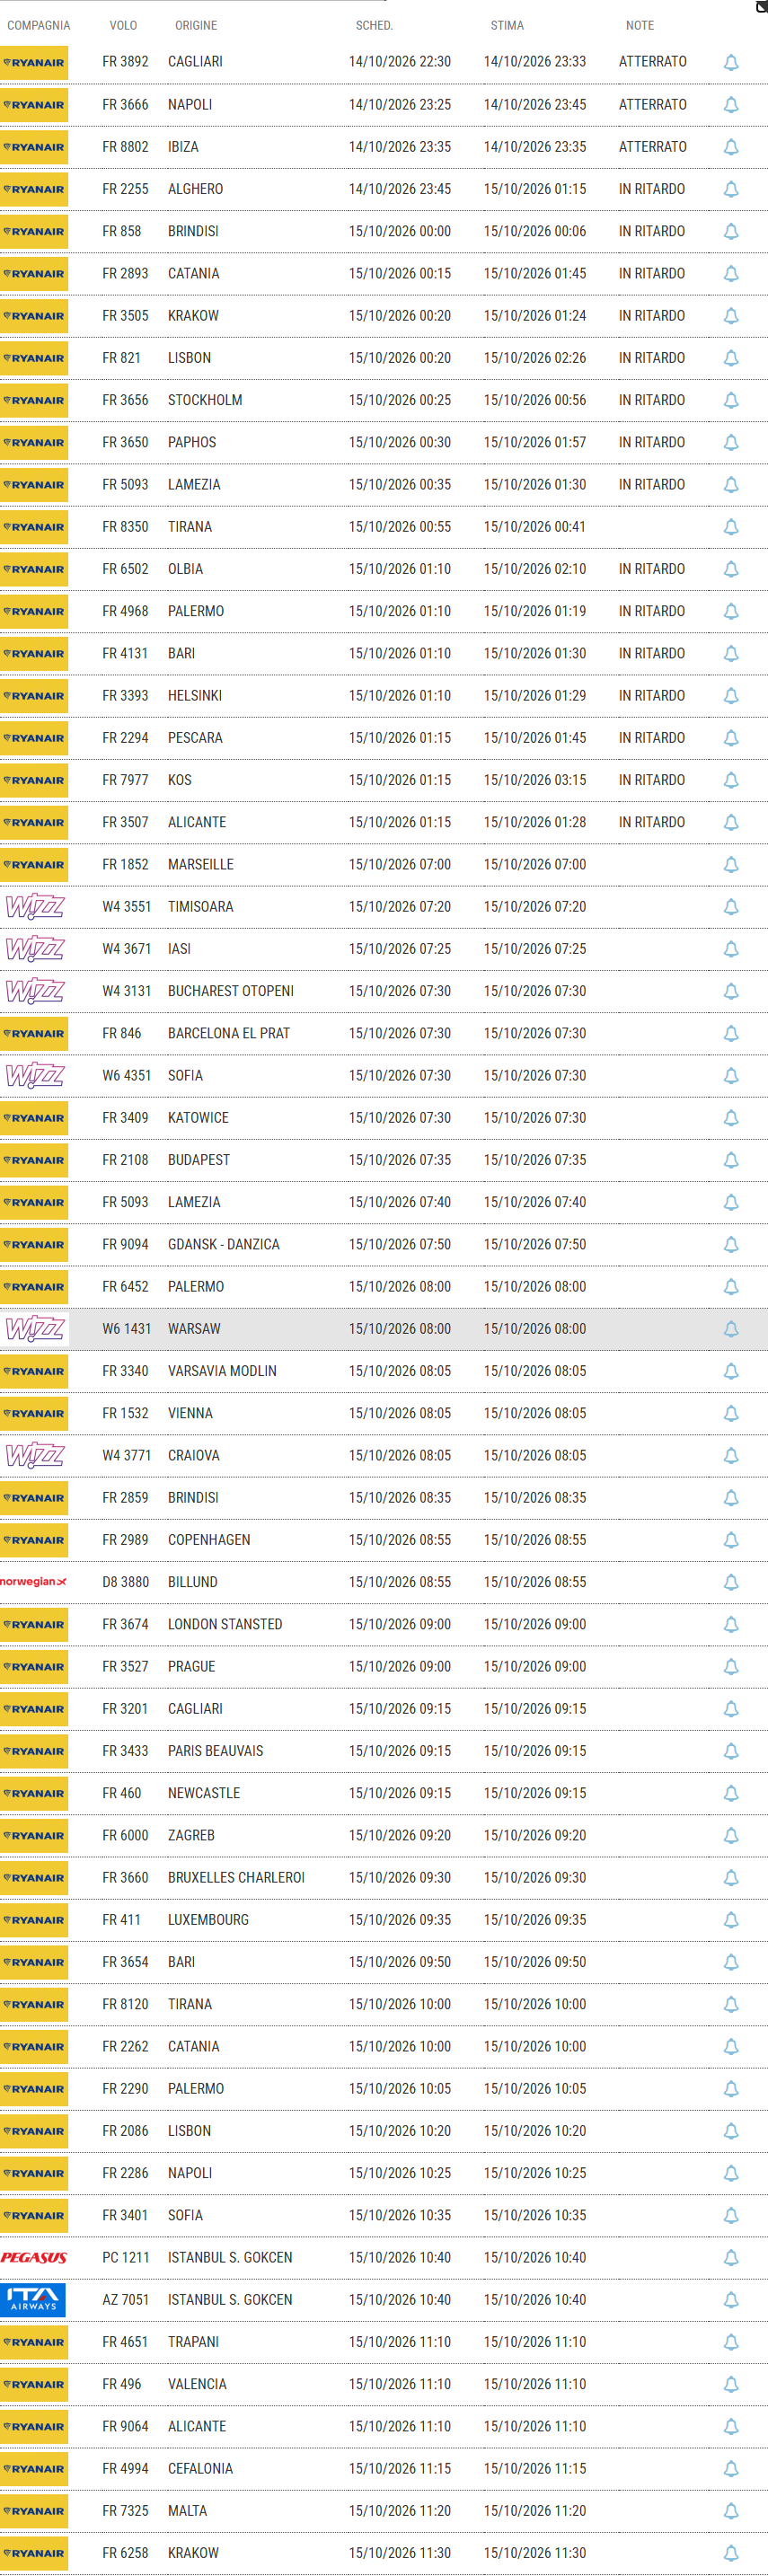 COMPAGNIA VOLO ORIGINE SCHED. STIMA NOTE
RYANAIR FR 3892 CAGLIARI 14/10/2026 22:30 14/10/2026 23:33 ATTERRATO
RYANAIR FR 3666 NAPOLI 14/10/2026 23:25 14/10/2026 23:45 ATTERRATO
RYANAIR FR 8802 IBIZA 14/10/2026 23:35 14/10/2026 23:35 ATTERRATO
RYANAIR FR 2255 ALGHERO 14/10/2026 23:45 15/10/2026 01:15 IN RITARDO
RYANAIR FR 858 BRINDISI 15/10/2026 00:00 15/10/2026 00:06 IN RITARDO
RYANAIR FR 2893 CATANIA 15/10/2026 00:15 15/10/2026 01:45 IN RITARDO
RYANAIR FR 3505 KRAKOW 15/10/2026 00:20 15/10/2026 01:24 IN RITARDO
RYANAIR FR 821 LISBON 15/10/2026 00:20 15/10/2026 02:26 IN RITARDO
RYANAIR FR 3656 STOCKHOLM 15/10/2026 00:25 15/10/2026 00:56 IN RITARDO
RYANAIR FR 3650 PAPHOS 15/10/2026 00:30 15/10/2026 01:57 IN RITARDO
RYANAIR FR 5093 LAMEZIA 15/10/2026 00:35 15/10/2026 01:30 IN RITARDO
RYANAIR FR 8350 TIRANA 15/10/2026 00:55 15/10/2026 00:41
RYANAIR FR 6502 OLBIA 15/10/2026 01:10 15/10/2026 02:10 IN RITARDO
RYANAIR FR 4968 PALERMO 15/10/2026 01:10 15/10/2026 01:19 IN RITARDO
RYANAIR FR 4131 BARI 15/10/2026 01:10 15/10/2026 01:30 IN RITARDO
RYANAIR FR 3393 HELSINKI 15/10/2026 01:10 15/10/2026 01:29 IN RITARDO
RYANAIR FR 2294 PESCARA 15/10/2026 01:15 15/10/2026 01:45 IN RITARDO
RYANAIR FR 7977 KOS 15/10/2026 01:15 15/10/2026 03:15 IN RITARDO
RYANAIR FR 3507 ALICANTE 15/10/2026 01:15 15/10/2026 01:28 IN RITARDO
RYANAIR FR 1852 MARSEILLE 15/10/2026 07:00 15/10/2026 07:00
WIZZ W4 3551 TIMISOARA 15/10/2026 07:20 15/10/2026 07:20
WIZZ W4 3671 IASI 15/10/2026 07:25 15/10/2026 07:25
WIZZ W4 3131 BUCHAREST OTOPENI 15/10/2026 07:30 15/10/2026 07:30
RYANAIR FR 846 BARCELONA EL PRAT 15/10/2026 07:30 15/10/2026 07:30
WIZZ W6 4351 SOFIA 15/10/2026 07:30 15/10/2026 07:30
RYANAIR FR 3409 KATOWICE 15/10/2026 07:30 15/10/2026 07:30
RYANAIR FR 2108 BUDAPEST 15/10/2026 07:35 15/10/2026 07:35
RYANAIR FR 5093 LAMEZIA 15/10/2026 07:40 15/10/2026 07:40
RYANAIR FR 9094 GDANSK - DANZICA 15/10/2026 07:50 15/10/2026 07:50
RYANAIR FR 6452 PALERMO 15/10/2026 08:00 15/10/2026 08:00
WIZZ W6 1431 WARSAW 15/10/2026 08:00 15/10/2026 08:00
RYANAIR FR 3340 VARSAVIA MODLIN 15/10/2026 08:05 15/10/2026 08:05
RYANAIR FR 1532 VIENNA 15/10/2026 08:05 15/10/2026 08:05
WIZZ W4 3771 CRAIOVA 15/10/2026 08:05 15/10/2026 08:05
RYANAIR FR 2859 BRINDISI 15/10/2026 08:35 15/10/2026 08:35
RYANAIR FR 2989 COPENHAGEN 15/10/2026 08:55 15/10/2026 08:55
norwegian D8 3880 BILLUND 15/10/2026 08:55 15/10/2026 08:55
RYANAIR FR 3674 LONDON STANSTED 15/10/2026 09:00 15/10/2026 09:00
RYANAIR FR 3527 PRAGUE 15/10/2026 09:00 15/10/2026 09:00
RYANAIR FR 3201 CAGLIARI 15/10/2026 09:15 15/10/2026 09:15
RYANAIR FR 3433 PARIS BEAUVAIS 15/10/2026 09:15 15/10/2026 09:15
RYANAIR FR 460 NEWCASTLE 15/10/2026 09:15 15/10/2026 09:15
RYANAIR FR 6000 ZAGREB 15/10/2026 09:20 15/10/2026 09:20
RYANAIR FR 3660 BRUXELLES CHARLEROI 15/10/2026 09:30 15/10/2026 09:30
RYANAIR FR 411 LUXEMBOURG 15/10/2026 09:35 15/10/2026 09:35
RYANAIR FR 3654 BARI 15/10/2026 09:50 15/10/2026 09:50
RYANAIR FR 8120 TIRANA 15/10/2026 10:00 15/10/2026 10:00
RYANAIR FR 2262 CATANIA 15/10/2026 10:00 15/10/2026 10:00
RYANAIR FR 2290 PALERMO 15/10/2026 10:05 15/10/2026 10:05
RYANAIR FR 2086 LISBON 15/10/2026 10:20 15/10/2026 10:20
RYANAIR FR 2286 NAPOLI 15/10/2026 10:25 15/10/2026 10:25
RYANAIR FR 3401 SOFIA 15/10/2026 10:35 15/10/2026 10:35
PEGASUS PC 1211 ISTANBUL S. GOKCEN 15/10/2026 10:40 15/10/2026 10:40
ITA AIRWAYS AZ 7051 ISTANBUL S. GOKCEN 15/10/2026 10:40 15/10/2026 10:40
RYANAIR FR 4651 TRAPANI 15/10/2026 11:10 15/10/2026 11:10
RYANAIR FR 496 VALENCIA 15/10/2026 11:10 15/10/2026 11:10
RYANAIR FR 9064 ALICANTE 15/10/2026 11:10 15/10/2026 11:10
RYANAIR FR 4994 CEFALONIA 15/10/2026 11:15 15/10/2026 11:15
RYANAIR FR 7325 MALTA 15/10/2026 11:20 15/10/2026 11:20
RYANAIR FR 6258 KRAKOW 15/10/2026 11:30 15/10/2026 11:30